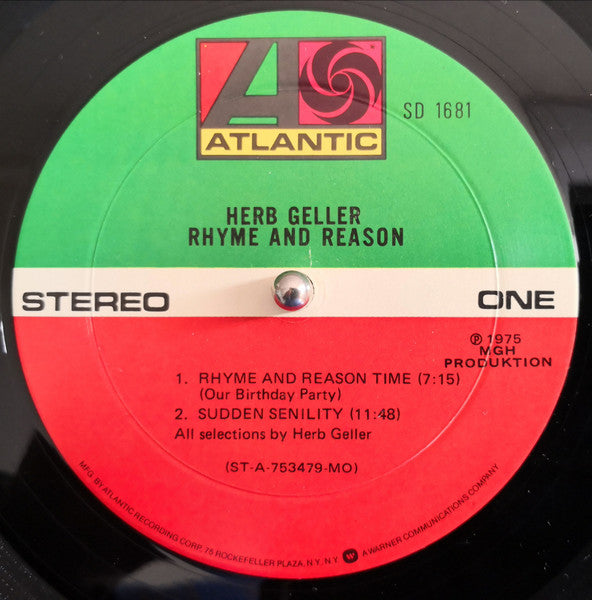 ATLANTIC
SD 1681
HERB GELLER
RHYME AND REASON
STEREO
ONE
℗ 1975
MGH
PRODUKTION
1. RHYME AND REASON TIME (7:15)
(Our Birthday Party)
2. SUDDEN SENILITY (11:48)
All selections by Herb Geller
(ST-A-753479-MO)
MFG. BY ATLANTIC RECORDING CORP. 75 ROCKEFELLER PLAZA, N.Y., N.Y. W A WARNER COMMUNICATIONS COMPANY